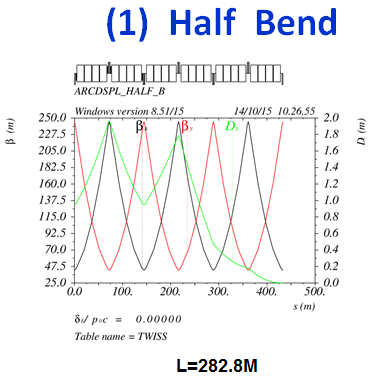 (1) Half Bend
ARCDSPL_HALF_B
Windows version 8.51/15 14/10/15 10.26.55
β (m)
D (m)
250.0
227.5
205.0
182.5
160.0
137.5
115.0
92.5
70.0
47.5
25.0
βx βy Dx
2.0
1.8
1.6
1.4
1.2
1.0
0.8
0.6
0.4
0.2
0.0
0.0 100. 200. 300. 400. 500.
s (m)
δE/ p0c = 0.00000
Table name = TWISS
L=282.8M